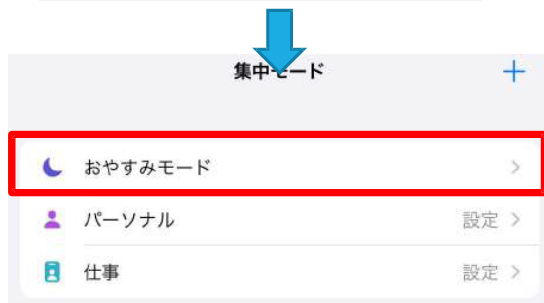 集中モード
おやすみモード
パーソナル 設定
仕事 設定